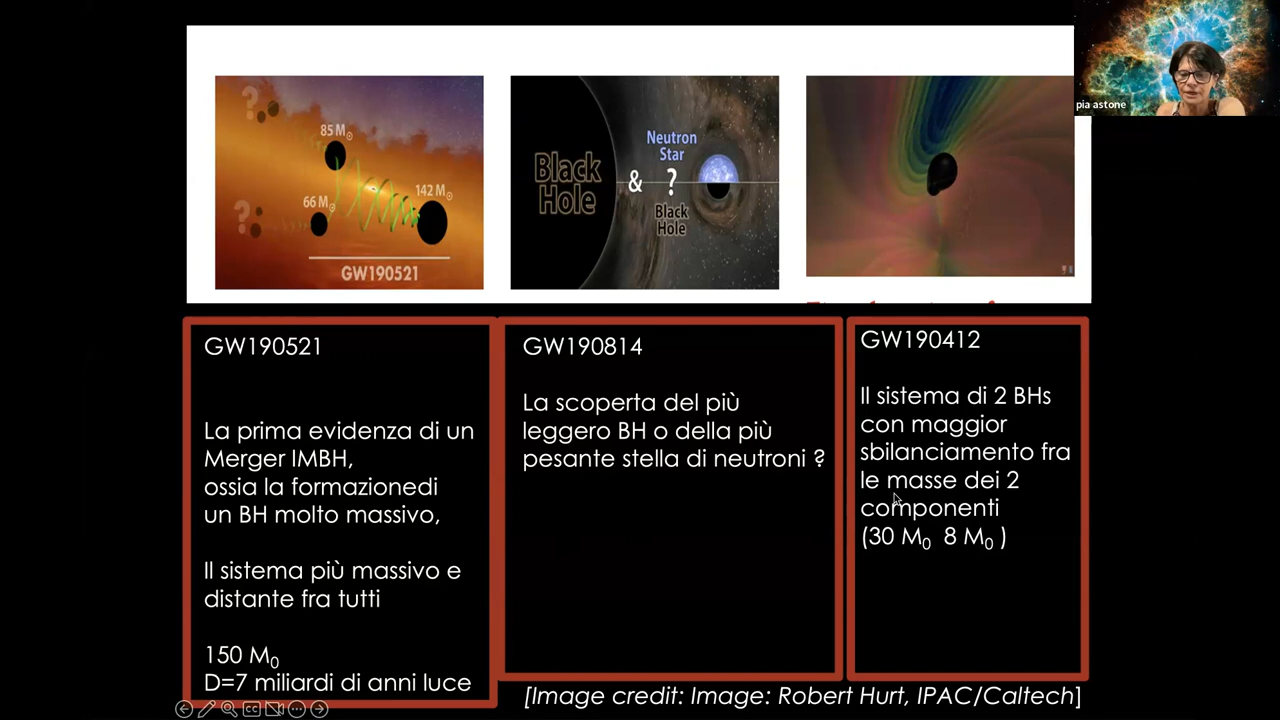 pia astone
85 M⊙
66 M⊙
142 M⊙
GW190521
Black
Hole
&
Neutron
Star
?
Black
Hole
GW190521
La prima evidenza di un
Merger IMBH,
ossia la formazionedi
un BH molto massivo,
Il sistema più massivo e
distante fra tutti
150 M₀
D=7 miliardi di anni luce
GW190814
La scoperta del più
leggero BH o della più
pesante stella di neutroni ?
GW190412
Il sistema di 2 BHs
con maggior
sbilanciamento fra
le masse dei 2
componenti
(30 M₀ 8 M₀ )
[Image credit: Image: Robert Hurt, IPAC/Caltech]
CC